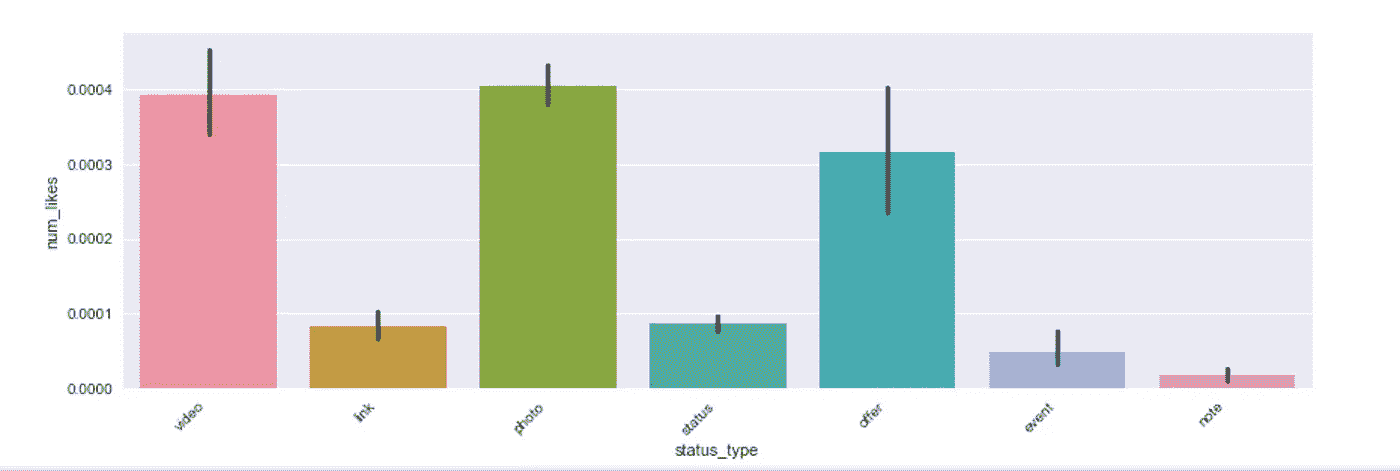 num_likes
0.0004
0.0003
0.0002
0.0001
0.0000
video link photo status offer event note
status_type